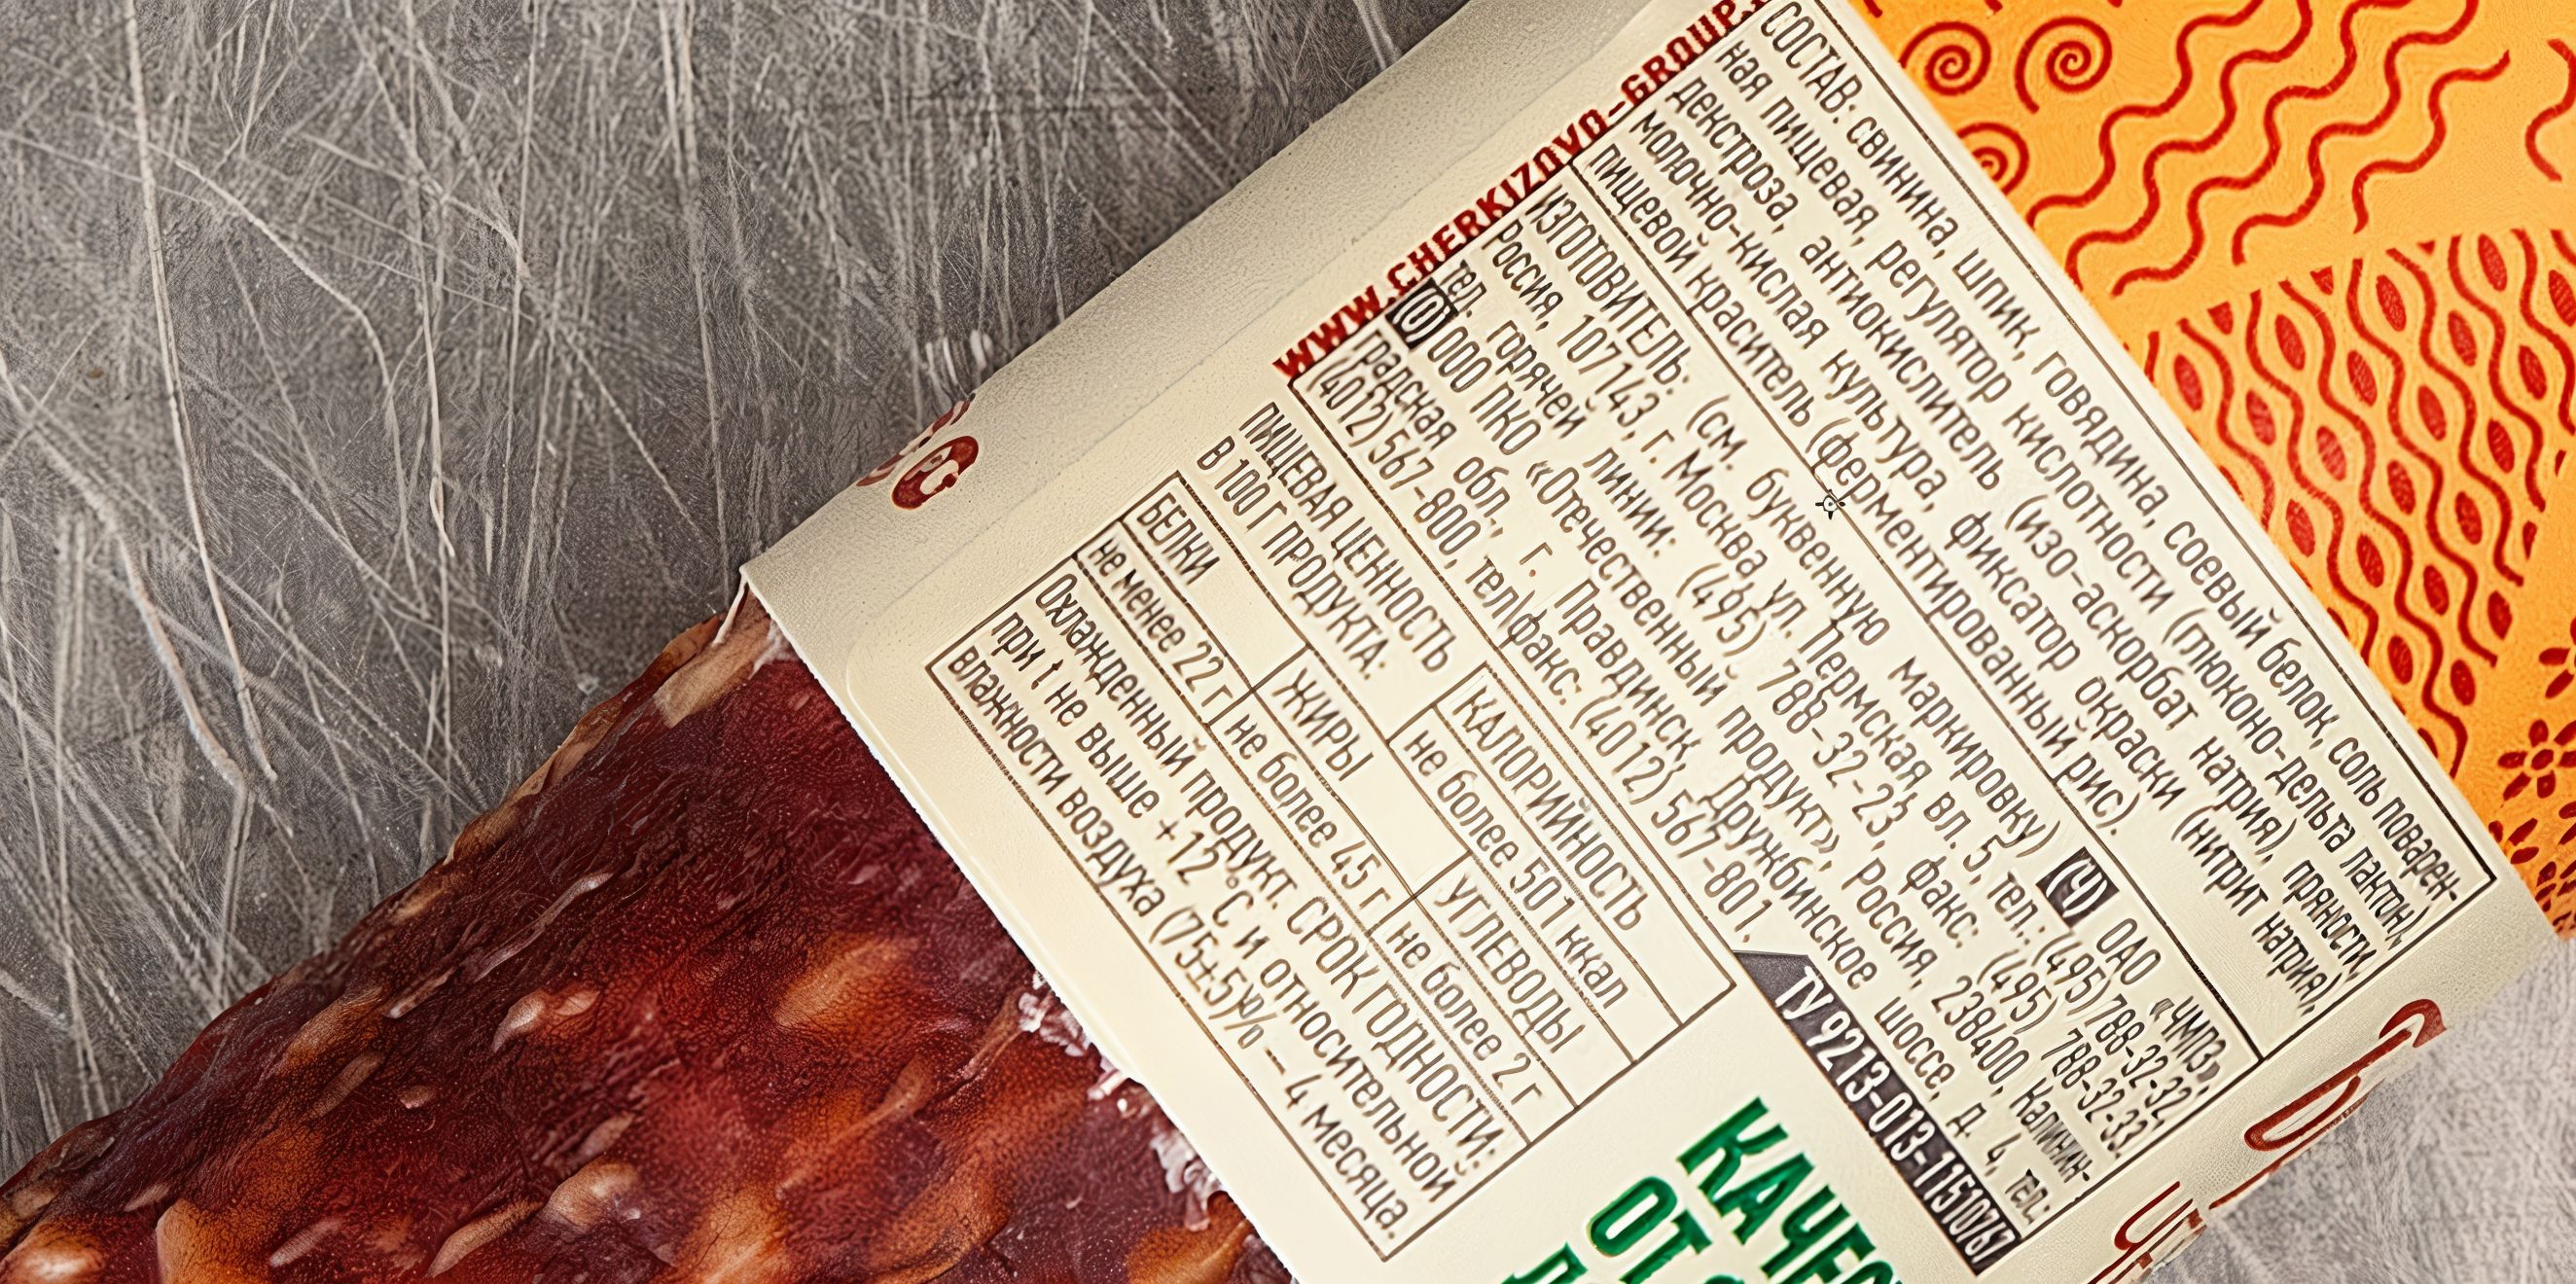 WWW.CHERKIZOVO-GROUP.
СОСТАВ: свинина, шпик, говядина, соевый белок, соль поварен-
ная пищевая, регулятор кислотности (глюконо-дельта лактон),
декстроза, антиокислитель (изо-аскорбат натрия), пряности,
молочно-кислая культура, фиксатор окраски (нитрит натрия),
пищевой краситель (ферментированный рис).
ИЗГОТОВИТЕЛЬ: (см. буквенную маркировку) (Ч) ОАО «ЧМПЗ»,
Россия, 107143, г. Москва, ул. Пермская, вл. 5, тел.: (495) 788-32-32,
тел. горячей линии: (495) 788-32-23, факс: (495) 788-32-33.
(О) ООО ПКО «Отечественный продукт», Россия, 238400, Калинин-
градская обл., г. Правдинск, Дружбинское шоссе, д. 4, тел.:
(4012) 567-800, тел\факс: (4012) 567-801.
ТУ 9213-013-11510767
ПИЩЕВАЯ ЦЕННОСТЬ
В 100 Г ПРОДУКТА:
КАЛОРИЙНОСТЬ
не более 501 ккал
БЕЛКИ ЖИРЫ УГЛЕВОДЫ
не менее 22 г не более 45 г не более 2 г
Охлажденный продукт. СРОК ГОДНОСТИ:
при t не выше +12 °С и относительной
влажности воздуха (75±5)% – 4 месяца.
КАЧЕС
ОТ